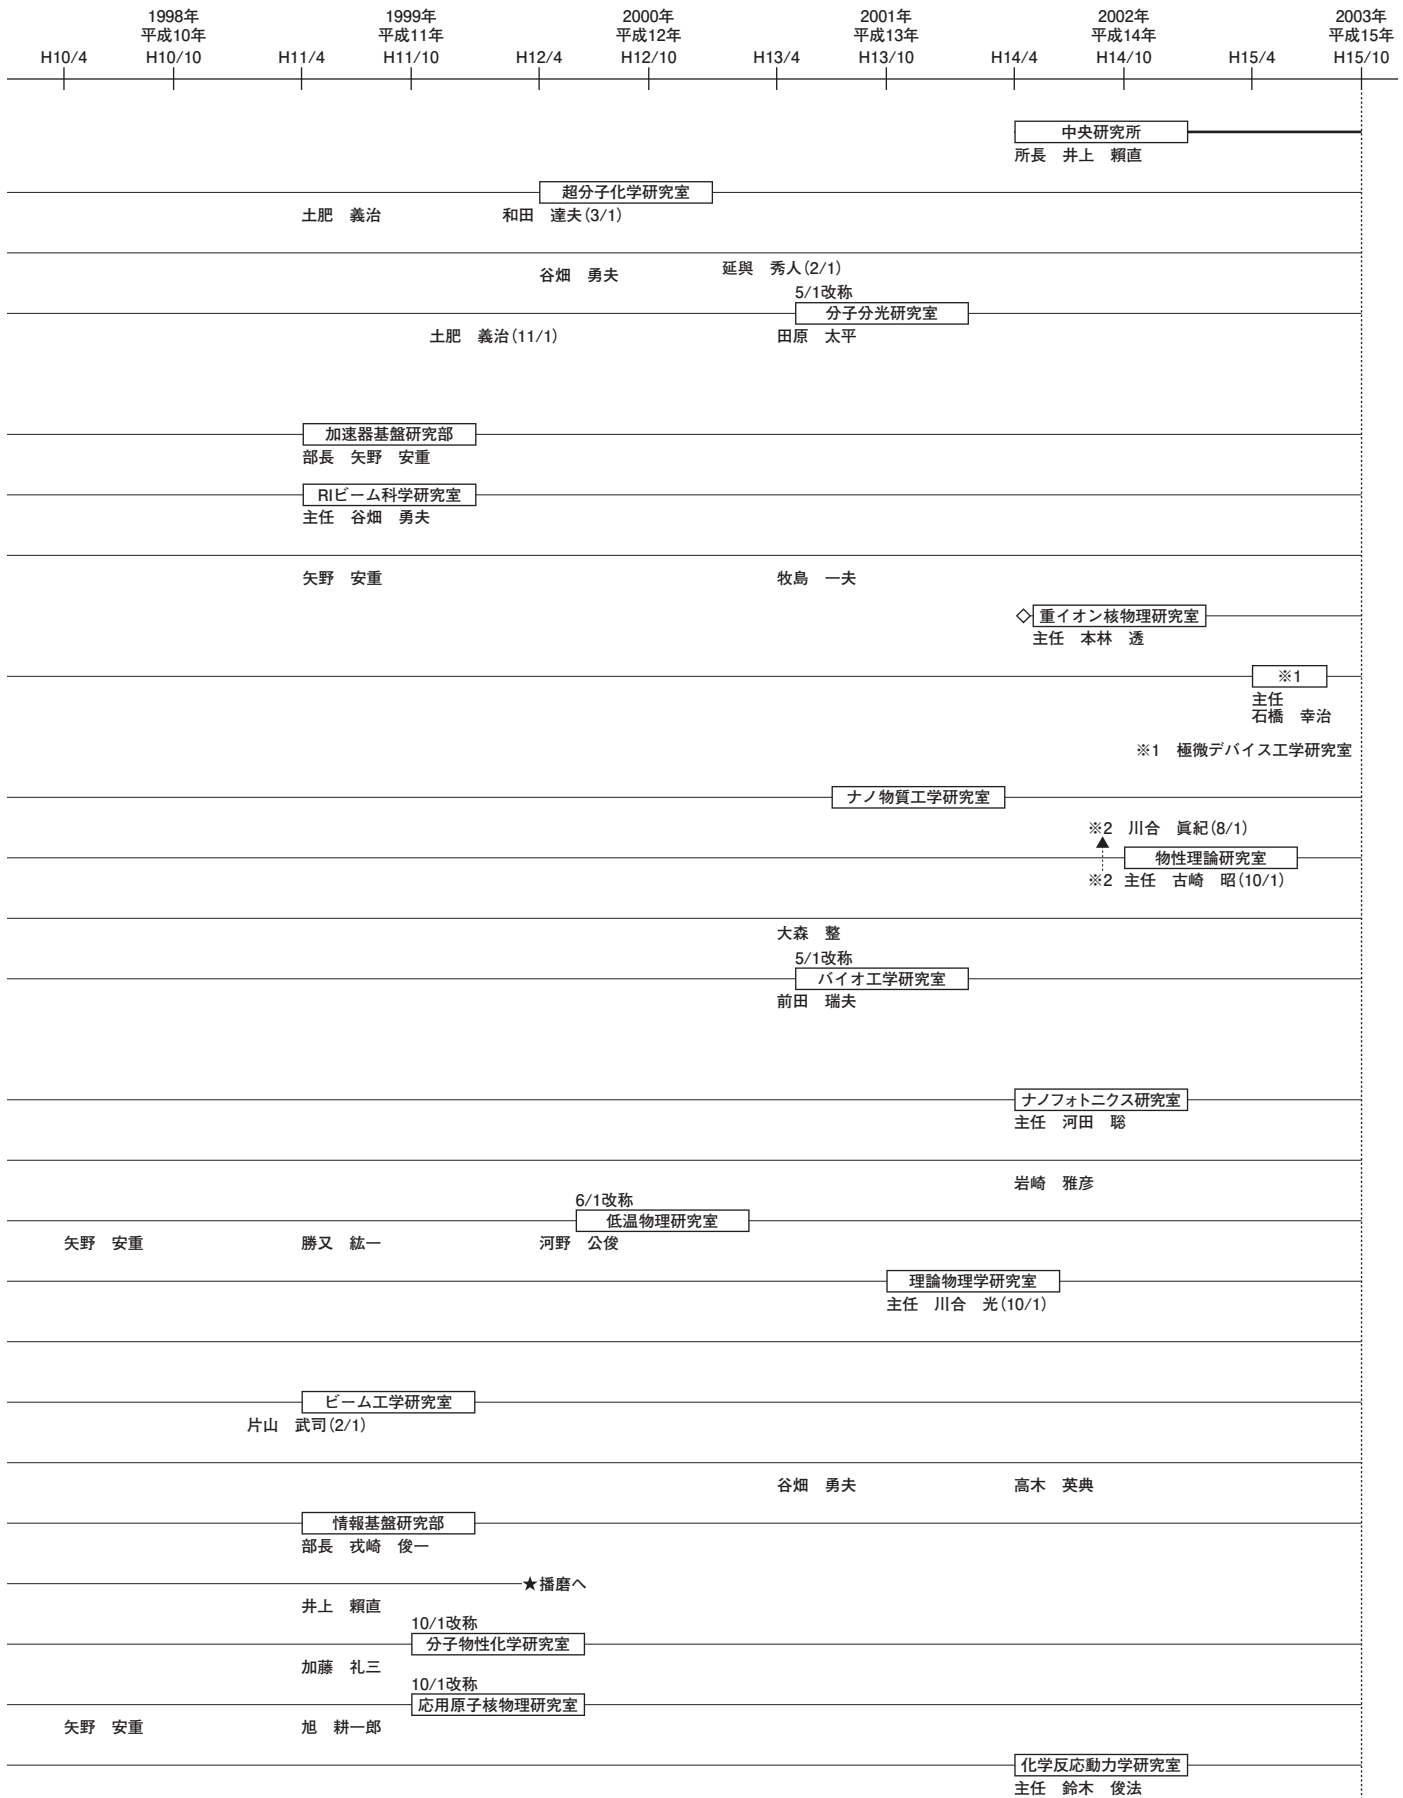 1998年 1999年 2000年 2001年 2002年 2003年
平成10年 平成11年 平成12年 平成13年 平成14年 平成15年
H10/4 H10/10 H11/4 H11/10 H12/4 H12/10 H13/4 H13/10 H14/4 H14/10 H15/4 H15/10
中央研究所
所長 井上 頼直
超分子化学研究室
土肥 義治 和田 達夫(3/1)
谷畑 勇夫 延與 秀人(2/1)
5/1改称
分子分光研究室
土肥 義治(11/1) 田原 太平
加速器基盤研究部
部長 矢野 安重
RIビーム科学研究室
主任 谷畑 勇夫
矢野 安重 牧島 一夫
◇重イオン核物理研究室
主任 本林 透
※1
主任
石橋 幸治
※1 極微デバイス工学研究室
ナノ物質工学研究室
※2 川合 眞紀(8/1)
物性理論研究室
※2 主任 古崎 昭(10/1)
大森 整
5/1改称
バイオ工学研究室
前田 瑞夫
ナノフォトニクス研究室
主任 河田 聡
岩崎 雅彦
6/1改称
低温物理研究室
矢野 安重 勝又 紘一 河野 公俊
理論物理学研究室
主任 川合 光(10/1)
ビーム工学研究室
片山 武司(2/1)
谷畑 勇夫 高木 英典
情報基盤研究部
部長 戎崎 俊一
★播磨へ
井上 頼直
10/1改称
分子物性化学研究室
加藤 礼三
10/1改称
応用原子核物理研究室
矢野 安重 旭 耕一郎
化学反応動力学研究室
主任 鈴木 俊法